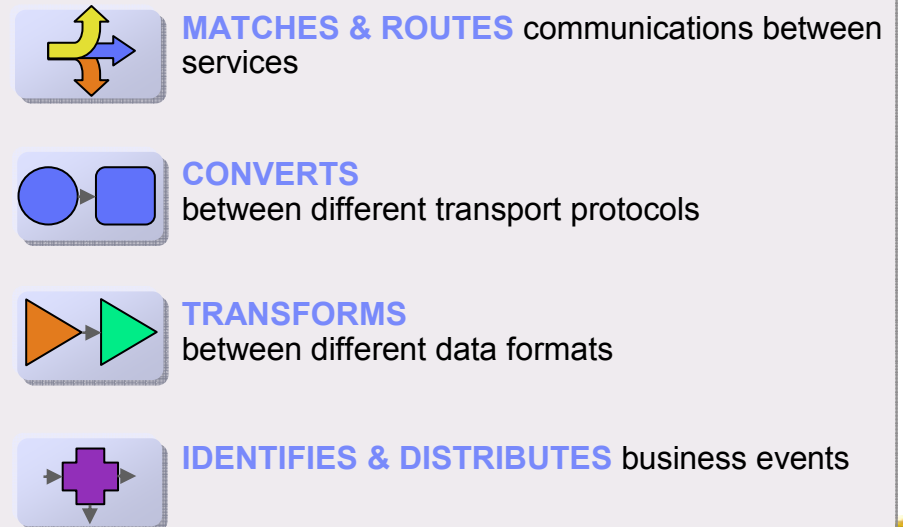 MATCHES & ROUTES communications between
services
CONVERTS
between different transport protocols
TRANSFORMS
between different data formats
IDENTIFIES & DISTRIBUTES business events